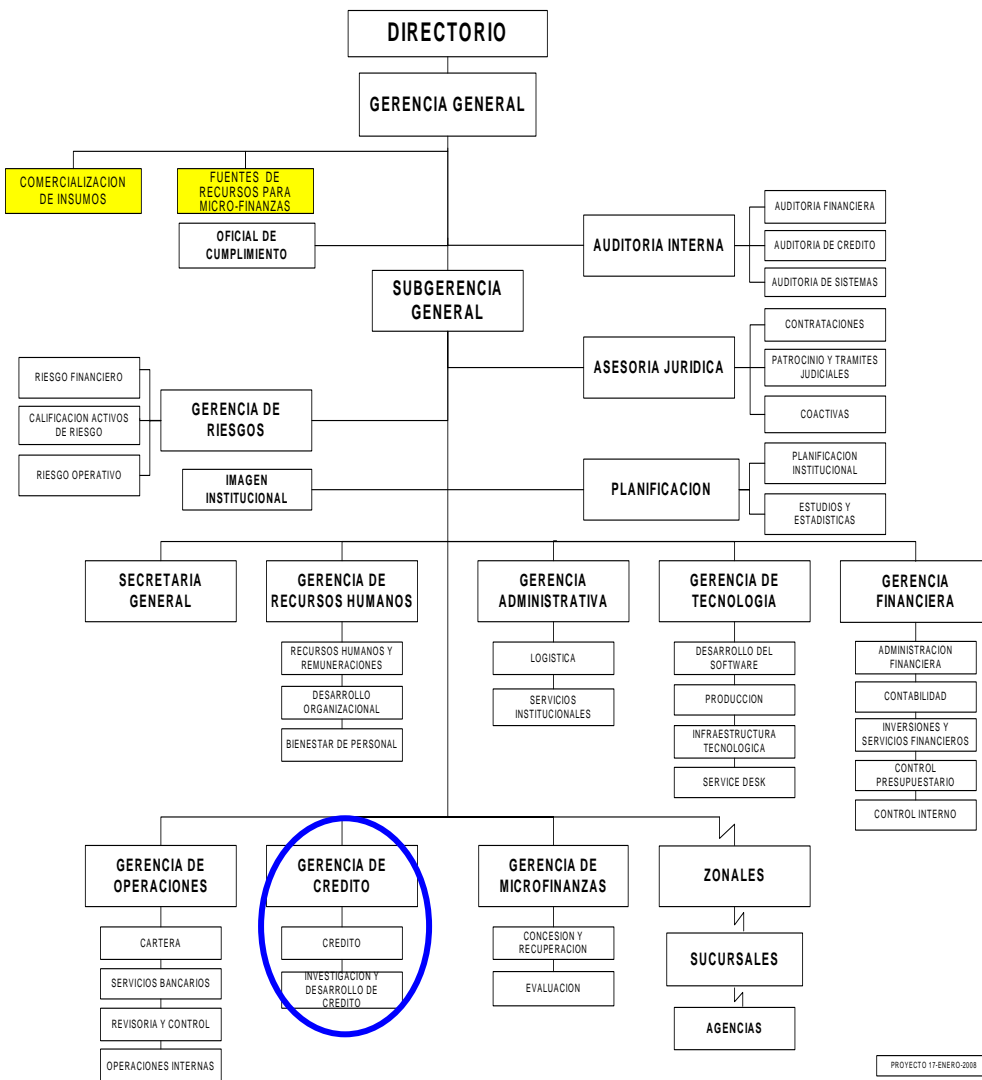 DIRECTORIO
GERENCIA GENERAL
COMERCIALIZACION
DE INSUMOS
FUENTES DE
RECURSOS PARA
MICRO-FINANZAS
OFICIAL DE
CUMPLIMIENTO
AUDITORIA INTERNA
AUDITORIA FINANCIERA
AUDITORIA DE CREDITO
AUDITORIA DE SISTEMAS
SUBGERENCIA
GENERAL
ASESORIA JURIDICA
CONTRATACIONES
PATROCINIO Y TRAMITES
JUDICIALES
COACTIVAS
RIESGO FINANCIERO
CALIFICACION ACTIVOS
DE RIESGO
RIESGO OPERATIVO
GERENCIA DE
RIESGOS
IMAGEN
INSTITUCIONAL
PLANIFICACION
PLANIFICACION
INSTITUCIONAL
ESTUDIOS Y
ESTADISTICAS
SECRETARIA
GENERAL
GERENCIA DE
RECURSOS HUMANOS
RECURSOS HUMANOS Y
REMUNERACIONES
DESARROLLO
ORGANIZACIONAL
BIENESTAR DE PERSONAL
GERENCIA
ADMINISTRATIVA
LOGISTICA
SERVICIOS
INSTITUCIONALES
GERENCIA DE
TECNOLOGIA
DESARROLLO DEL
SOFTWARE
PRODUCCION
INFRAESTRUCTURA
TECNOLOGICA
SERVICE DESK
GERENCIA
FINANCIERA
ADMINISTRACION
FINANCIERA
CONTABILIDAD
INVERSIONES Y
SERVICIOS FINANCIEROS
CONTROL
PRESUPUESTARIO
CONTROL INTERNO
GERENCIA DE
OPERACIONES
CARTERA
SERVICIOS BANCARIOS
REVISORIA Y CONTROL
OPERACIONES INTERNAS
GERENCIA DE
CREDITO
CREDITO
INVESTIGACION Y
DESARROLLO DE
CREDITO
GERENCIA DE
MICROFINANZAS
CONCESION Y
RECUPERACION
EVALUACION
ZONALES
SUCURSALES
AGENCIAS
PROYECTO 17-ENERO-2008